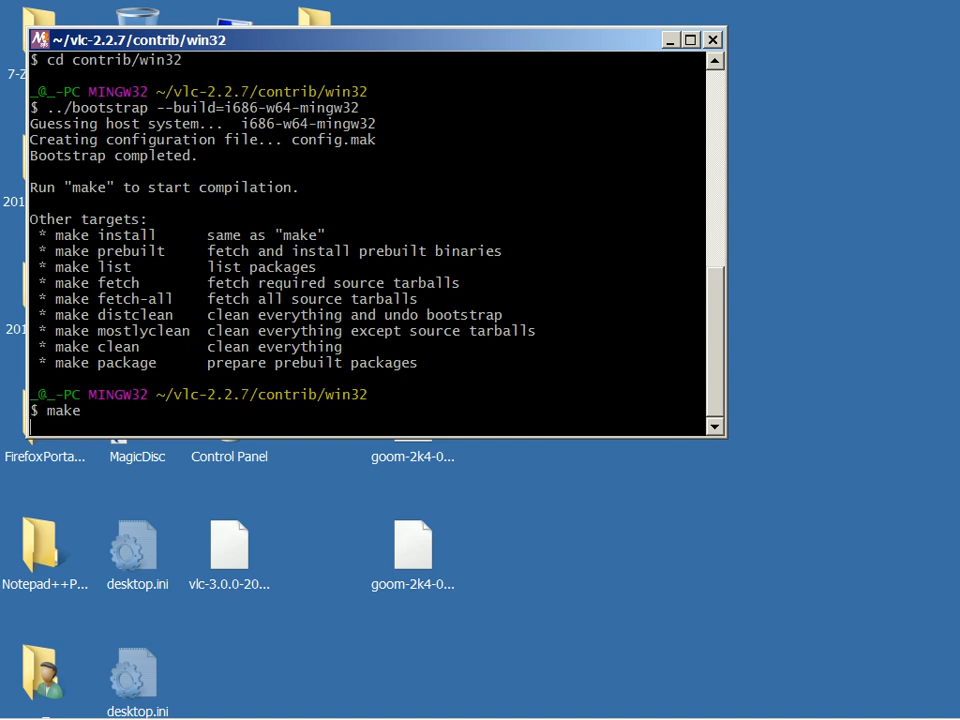 ~/vlc-2.2.7/contrib/win32
$ cd contrib/win32
_@_-PC MINGW32 ~/vlc-2.2.7/contrib/win32
$ ../bootstrap --build=i686-w64-mingw32
Guessing host system...  i686-w64-mingw32
Creating configuration file... config.mak
Bootstrap completed.
Run "make" to start compilation.
Other targets:
* make install      same as "make"
* make prebuilt     fetch and install prebuilt binaries
* make list         list packages
* make fetch        fetch required source tarballs
* make fetch-all    fetch all source tarballs
* make distclean    clean everything and undo bootstrap
* make mostlyclean  clean everything except source tarballs
* make clean        clean everything
* make package      prepare prebuilt packages
_@_-PC MINGW32 ~/vlc-2.2.7/contrib/win32
$ make
7-Z
201
201
FirefoxPorta... MagicDisc Control Panel goom-2k4-0...
Notepad++P... desktop.ini vlc-3.0.0-20... goom-2k4-0...
_ desktop.ini